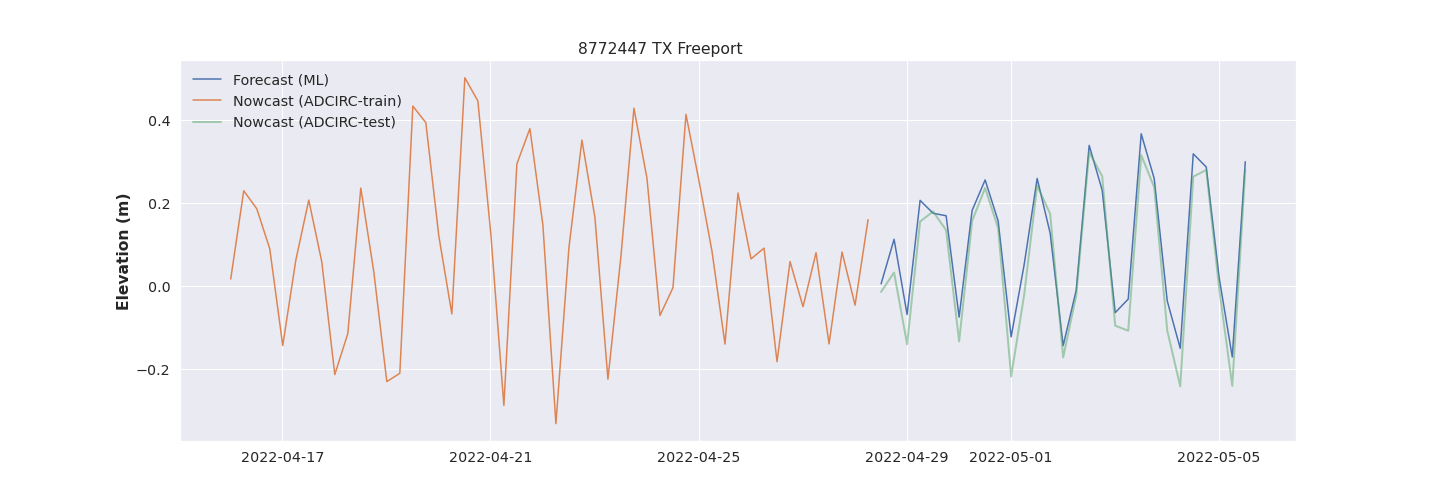 8772447 TX Freeport
Forecast (ML)
Nowcast (ADCIRC-train)
Nowcast (ADCIRC-test)
Elevation (m)
0.4
0.2
0.0
−0.2
2022-04-17
2022-04-21
2022-04-25
2022-04-29
2022-05-01
2022-05-05